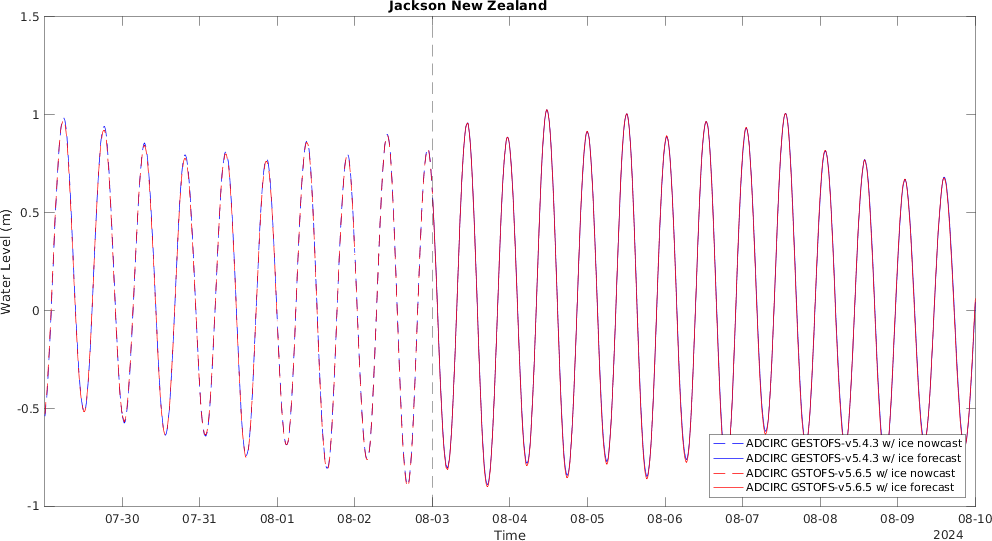 Jackson New Zealand
1.5
1
0.5
0
-0.5
-1
Water Level (m)
ADCIRC GESTOFS-v5.4.3 w/ ice nowcast
ADCIRC GESTOFS-v5.4.3 w/ ice forecast
ADCIRC GSTOFS-v5.6.5 w/ ice nowcast
ADCIRC GSTOFS-v5.6.5 w/ ice forecast
07-30 07-31 08-01 08-02 08-03 08-04 08-05 08-06 08-07 08-08 08-09 08-10
Time
2024